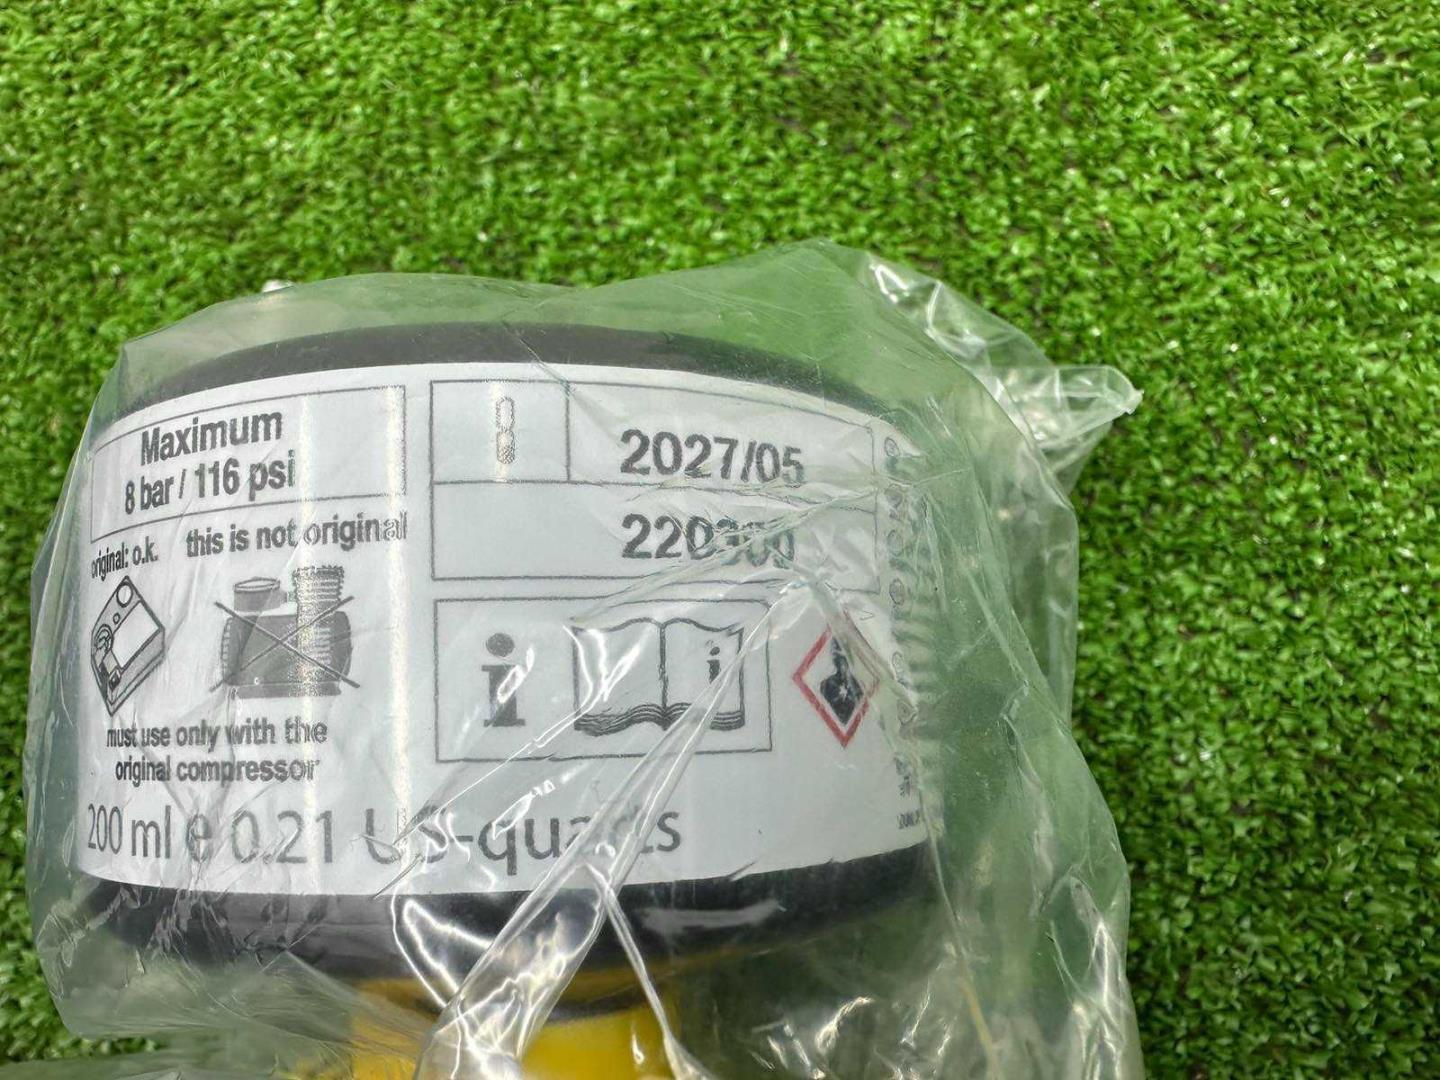 Maximum
8 bar / 116 psi
original: o.k.
this is not original
must use only with the
original compressor
200 ml e 0.21 US-quarts
8
2027/05
i
i